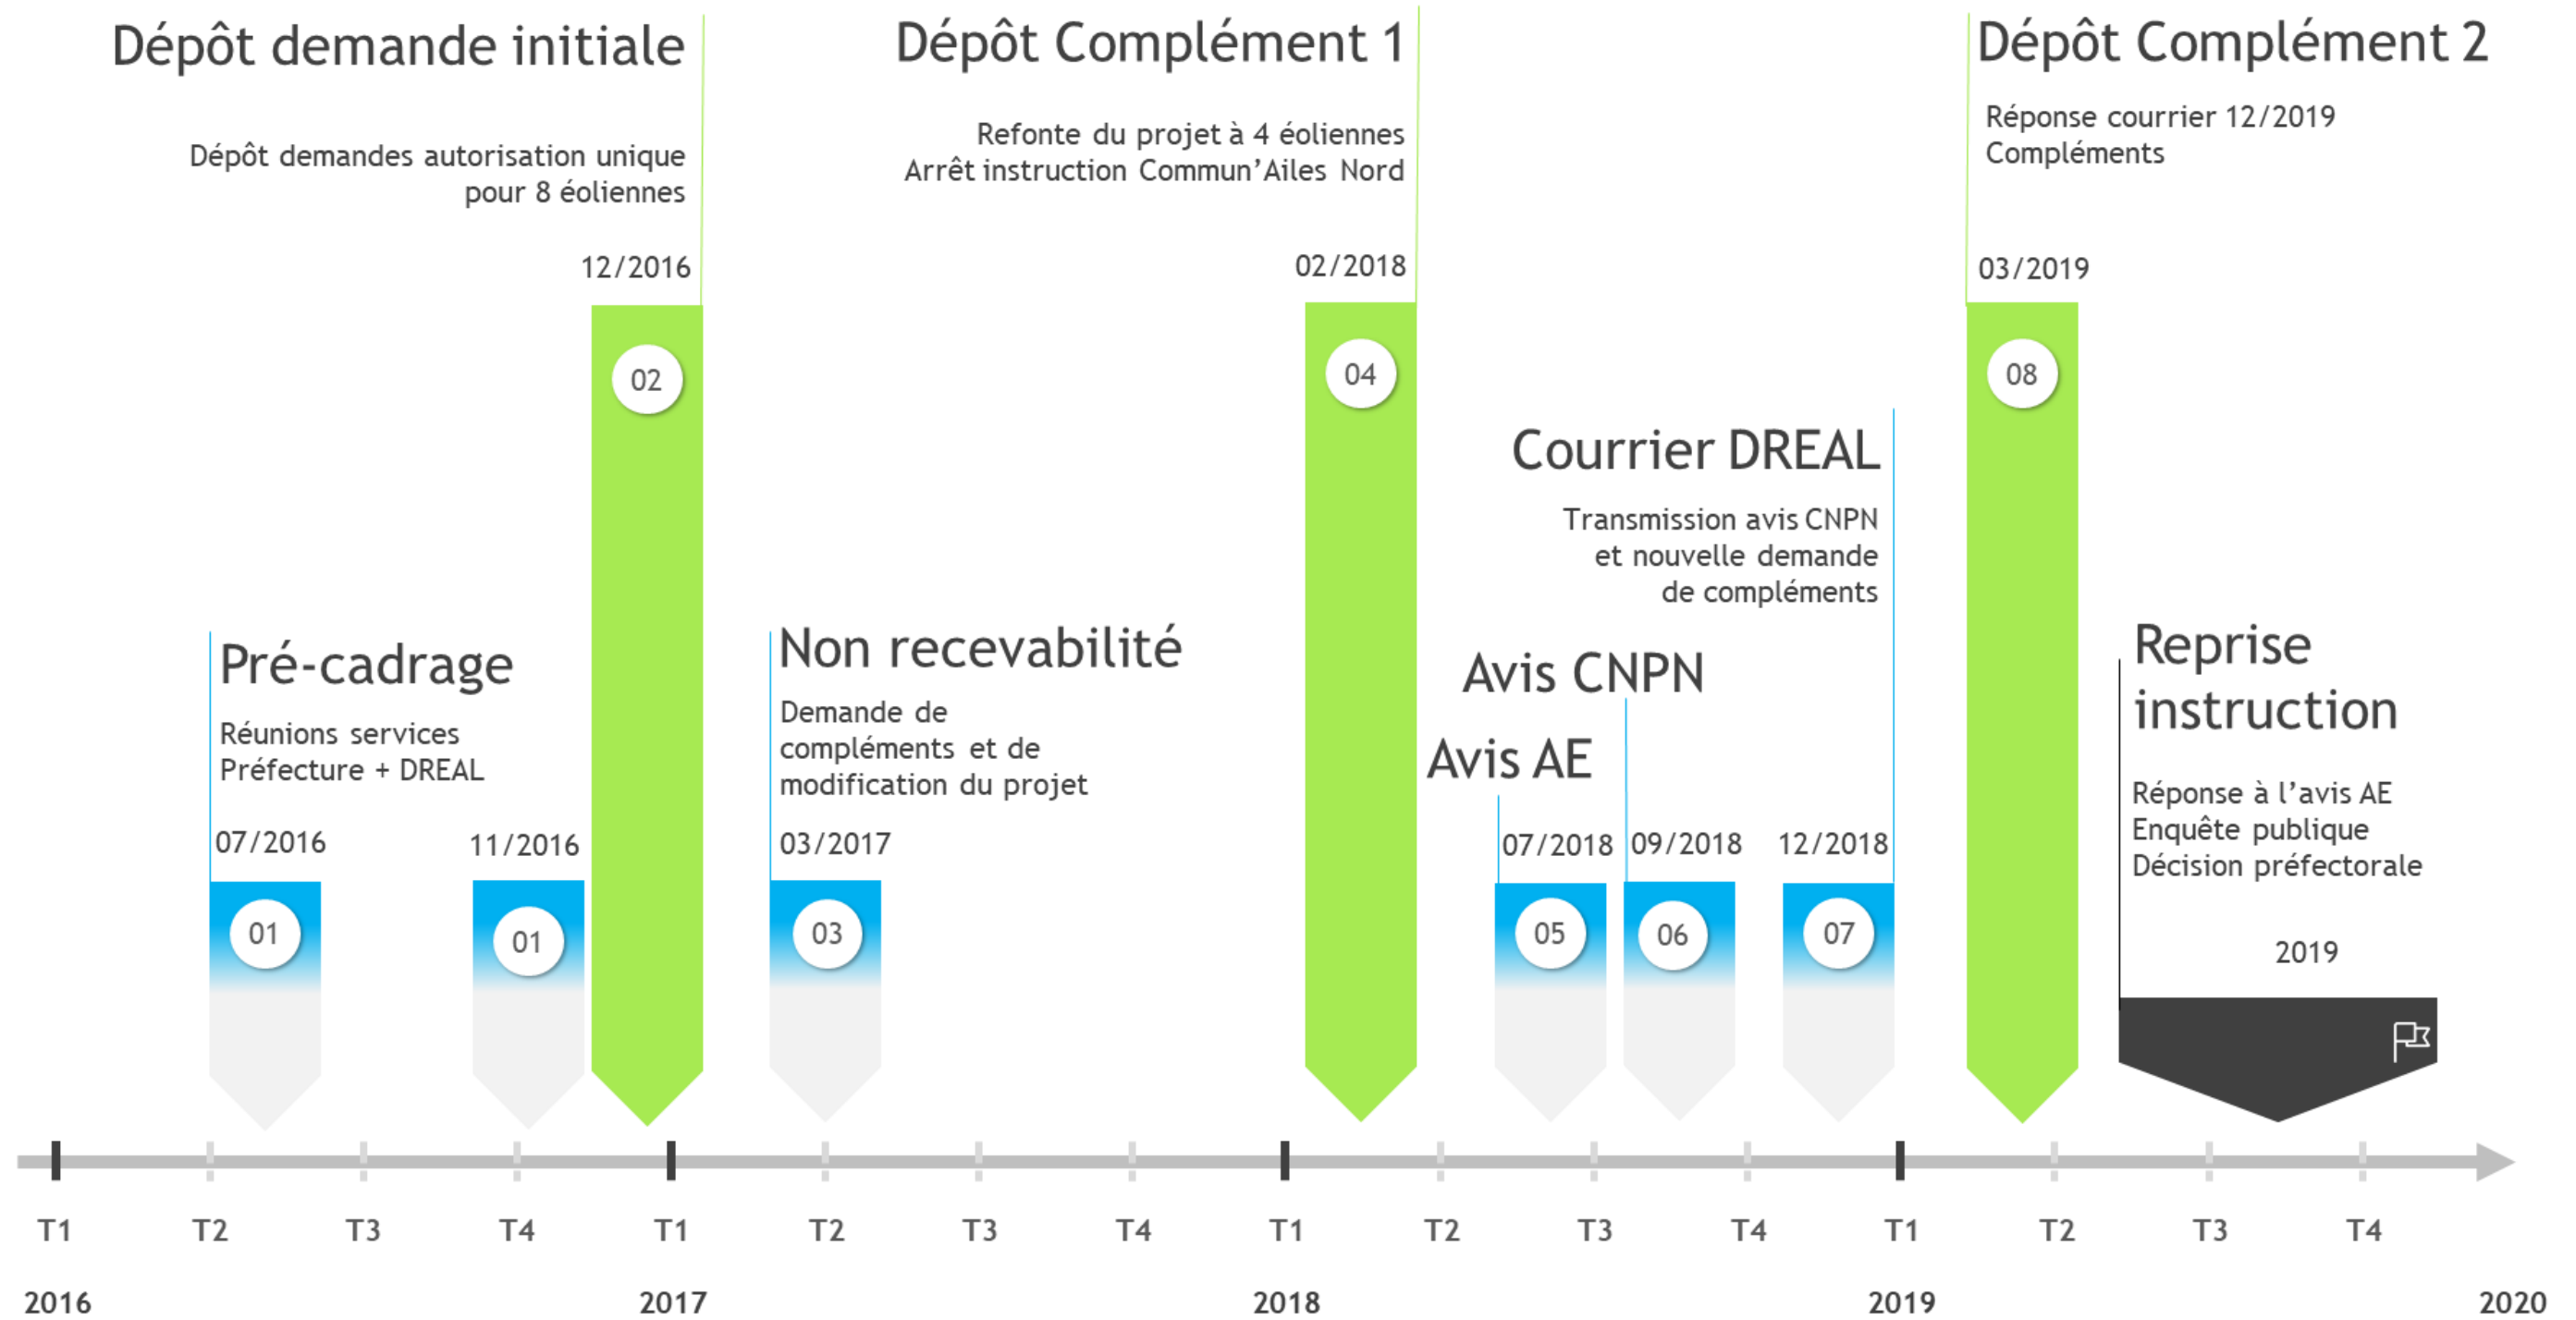 Dépôt demande initiale
Dépôt demandes autorisation unique
pour 8 éoliennes
12/2016
02
Dépôt Complément 1
Refonte du projet à 4 éoliennes
Arrêt instruction Commun'Ailes Nord
02/2018
04
Dépôt Complément 2
Réponse courrier 12/2019
Compléments
03/2019
08
Pré-cadrage
Réunions services
Préfecture + DREAL
07/2016
01
11/2016
01
Non recevabilité
Demande de
compléments et de
modification du projet
03/2017
03
Avis AE
07/2018
05
Avis CNPN
09/2018
06
Courrier DREAL
Transmission avis CNPN
et nouvelle demande
de compléments
12/2018
07
Reprise
instruction
Réponse à l'avis AE
Enquête publique
Décision préfectorale
2019
T1 T2 T3 T4 T1 T2 T3 T4 T1 T2 T3 T4 T1 T2 T3 T4
2016 2017 2018 2019 2020